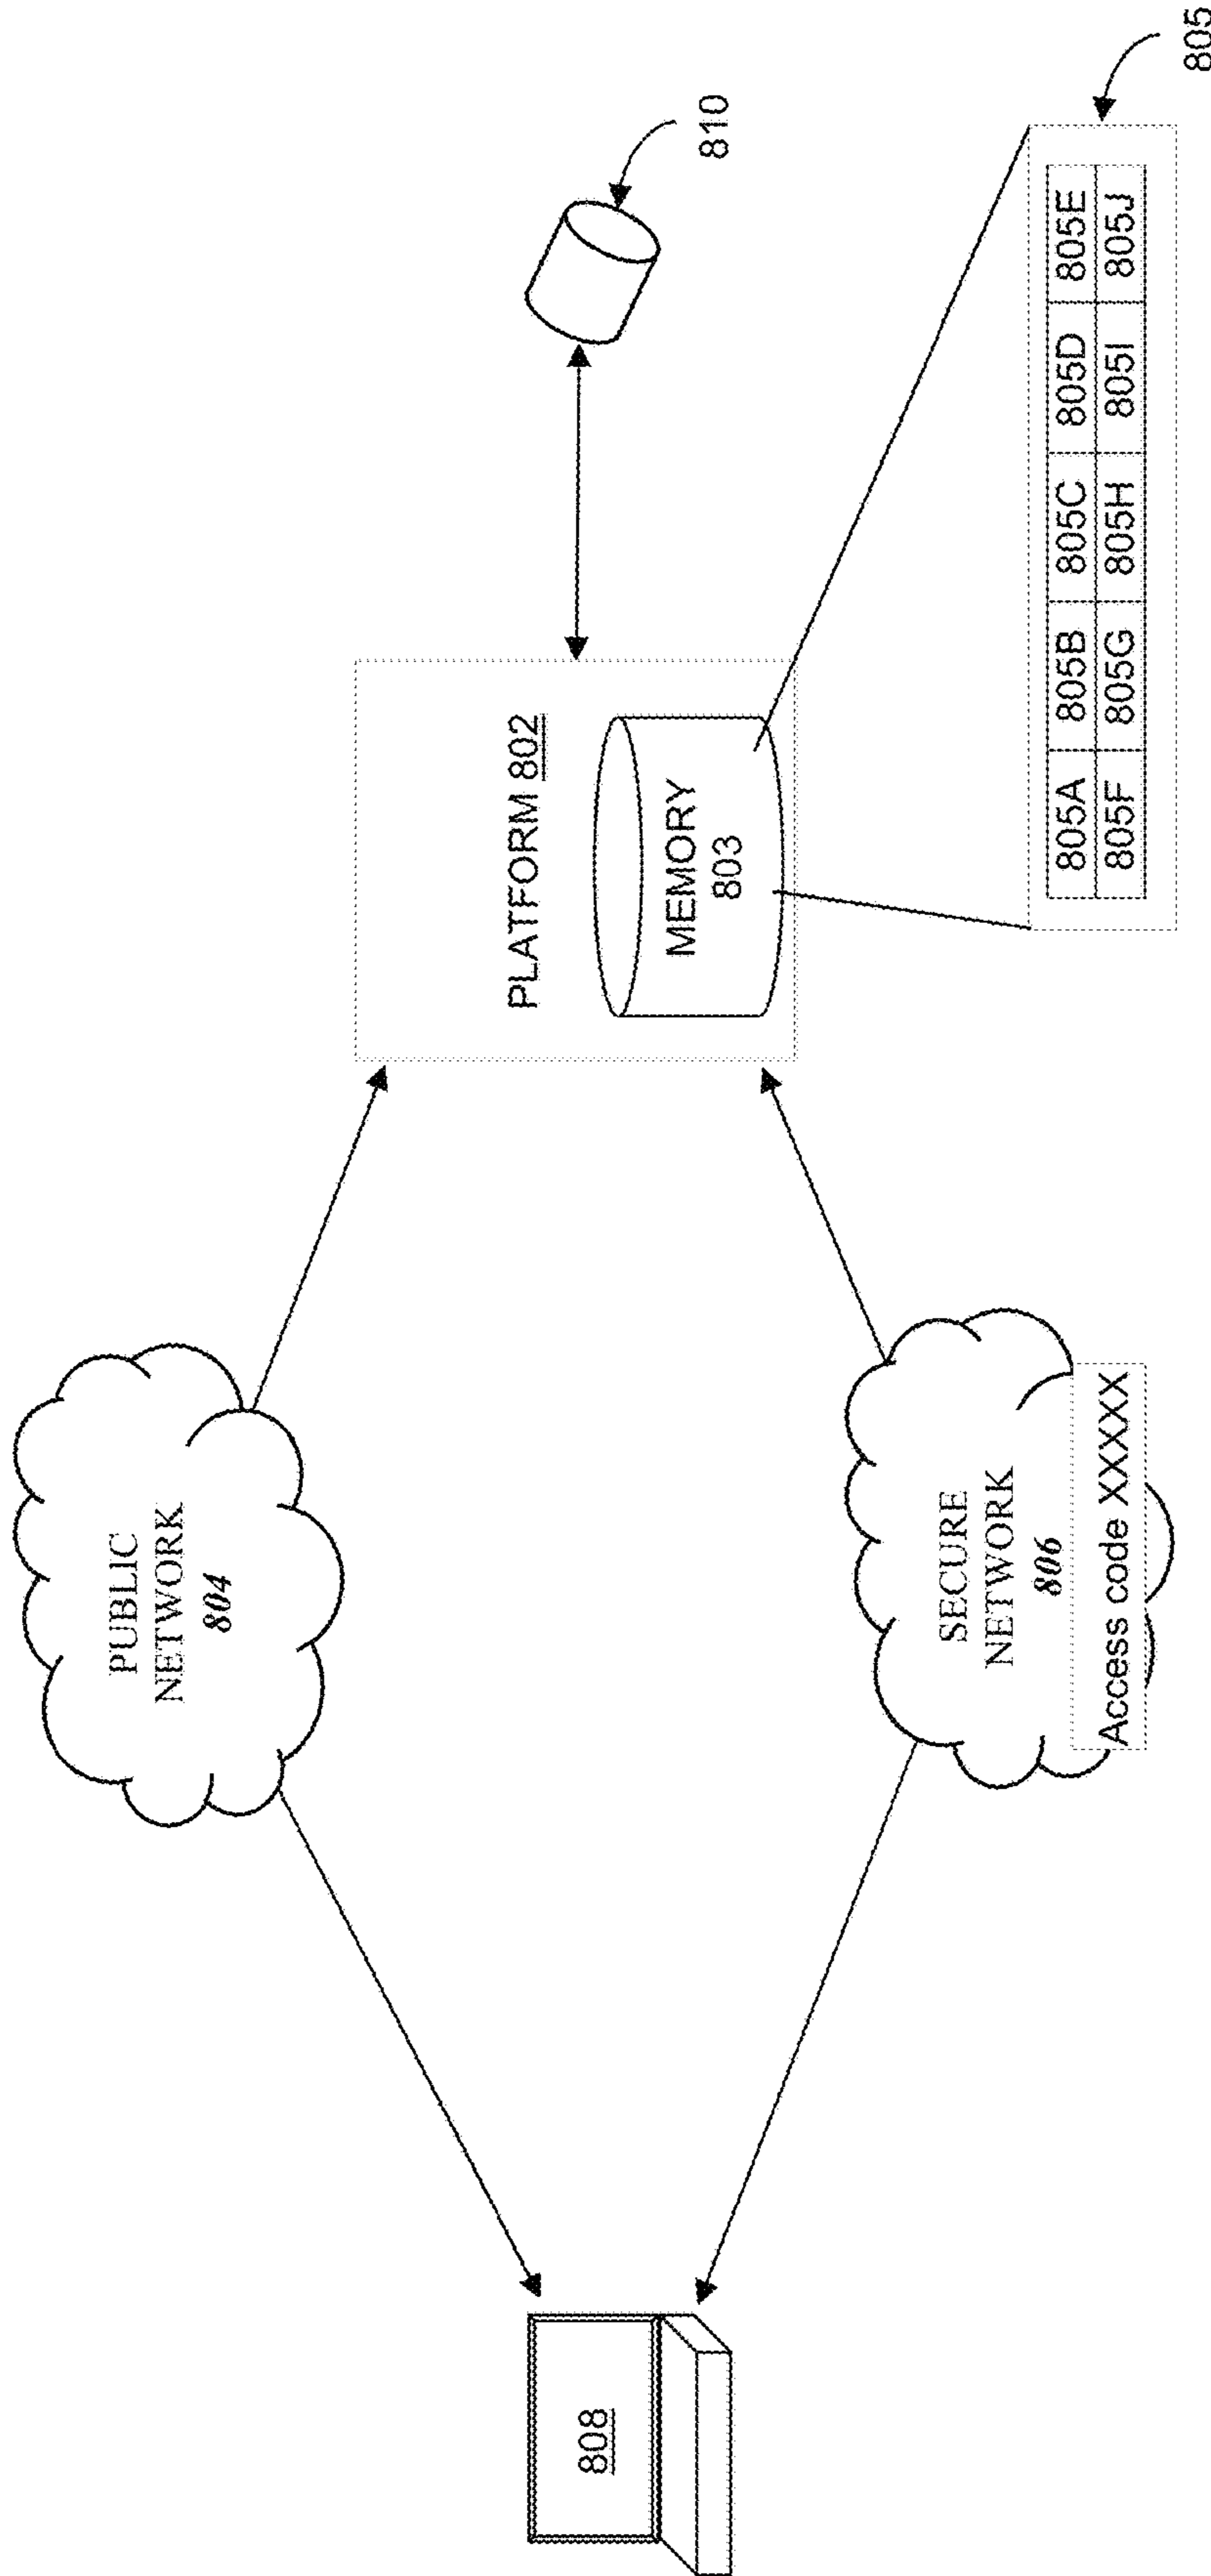 PUBLIC
NETWORK
804
808
PLATFORM 802
MEMORY
803
810
SECURE
NETWORK
806
Access code XXXXX
805A 805B 805C 805D 805E
805F 805G 805H 805I 805J
805